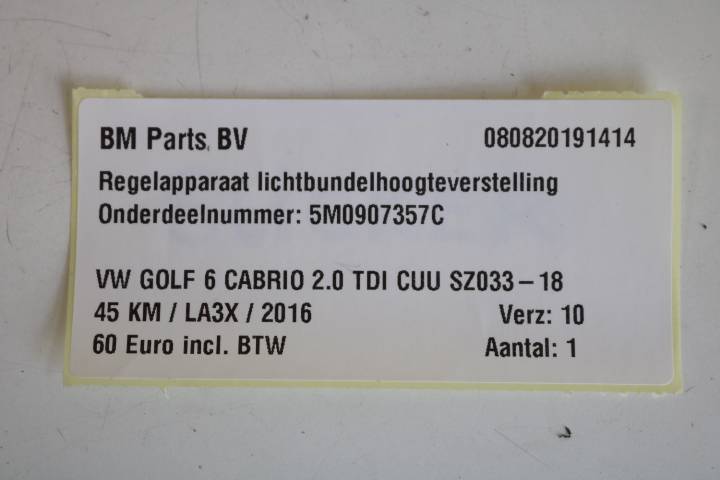 BM Parts BV 080820191414
Regelapparaat lichtbundelhoogteverstelling
Onderdeelnummer: 5M0907357C
VW GOLF 6 CABRIO 2.0 TDI CUU SZ033-18
45 KM / LA3X / 2016 Verz: 10
60 Euro incl. BTW Aantal: 1